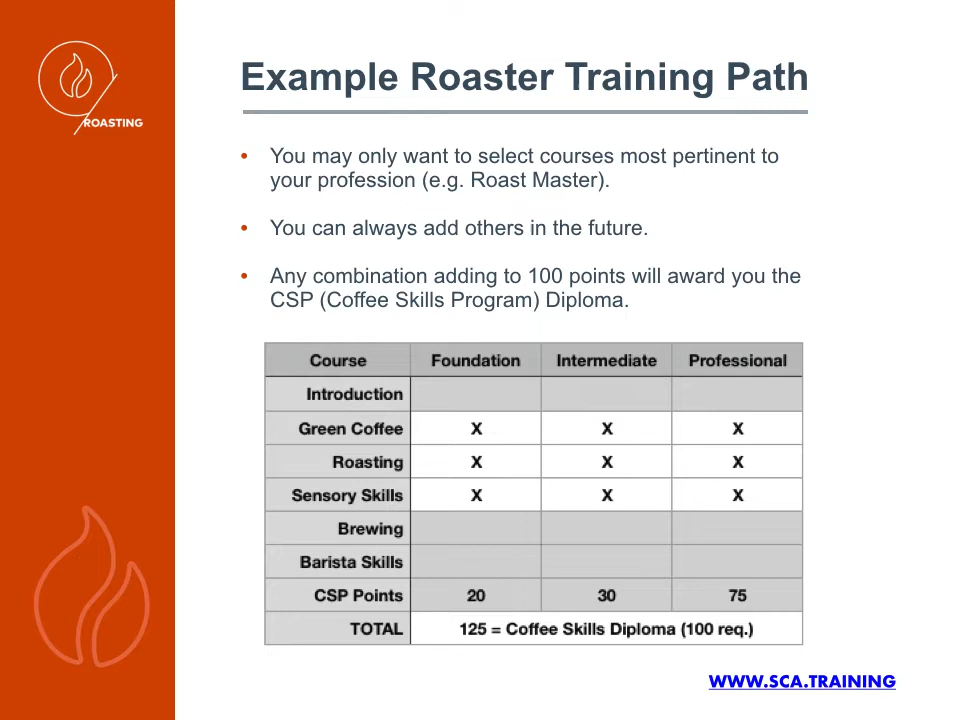 ROASTING
Example Roaster Training Path
• You may only want to select courses most pertinent to
your profession (e.g. Roast Master).
• You can always add others in the future.
• Any combination adding to 100 points will award you the
CSP (Coffee Skills Program) Diploma.
Course Foundation Intermediate Professional
Introduction
Green Coffee X X X
Roasting X X X
Sensory Skills X X X
Brewing
Barista Skills
CSP Points 20 30 75
TOTAL 125 = Coffee Skills Diploma (100 req.)
WWW.SCA.TRAINING